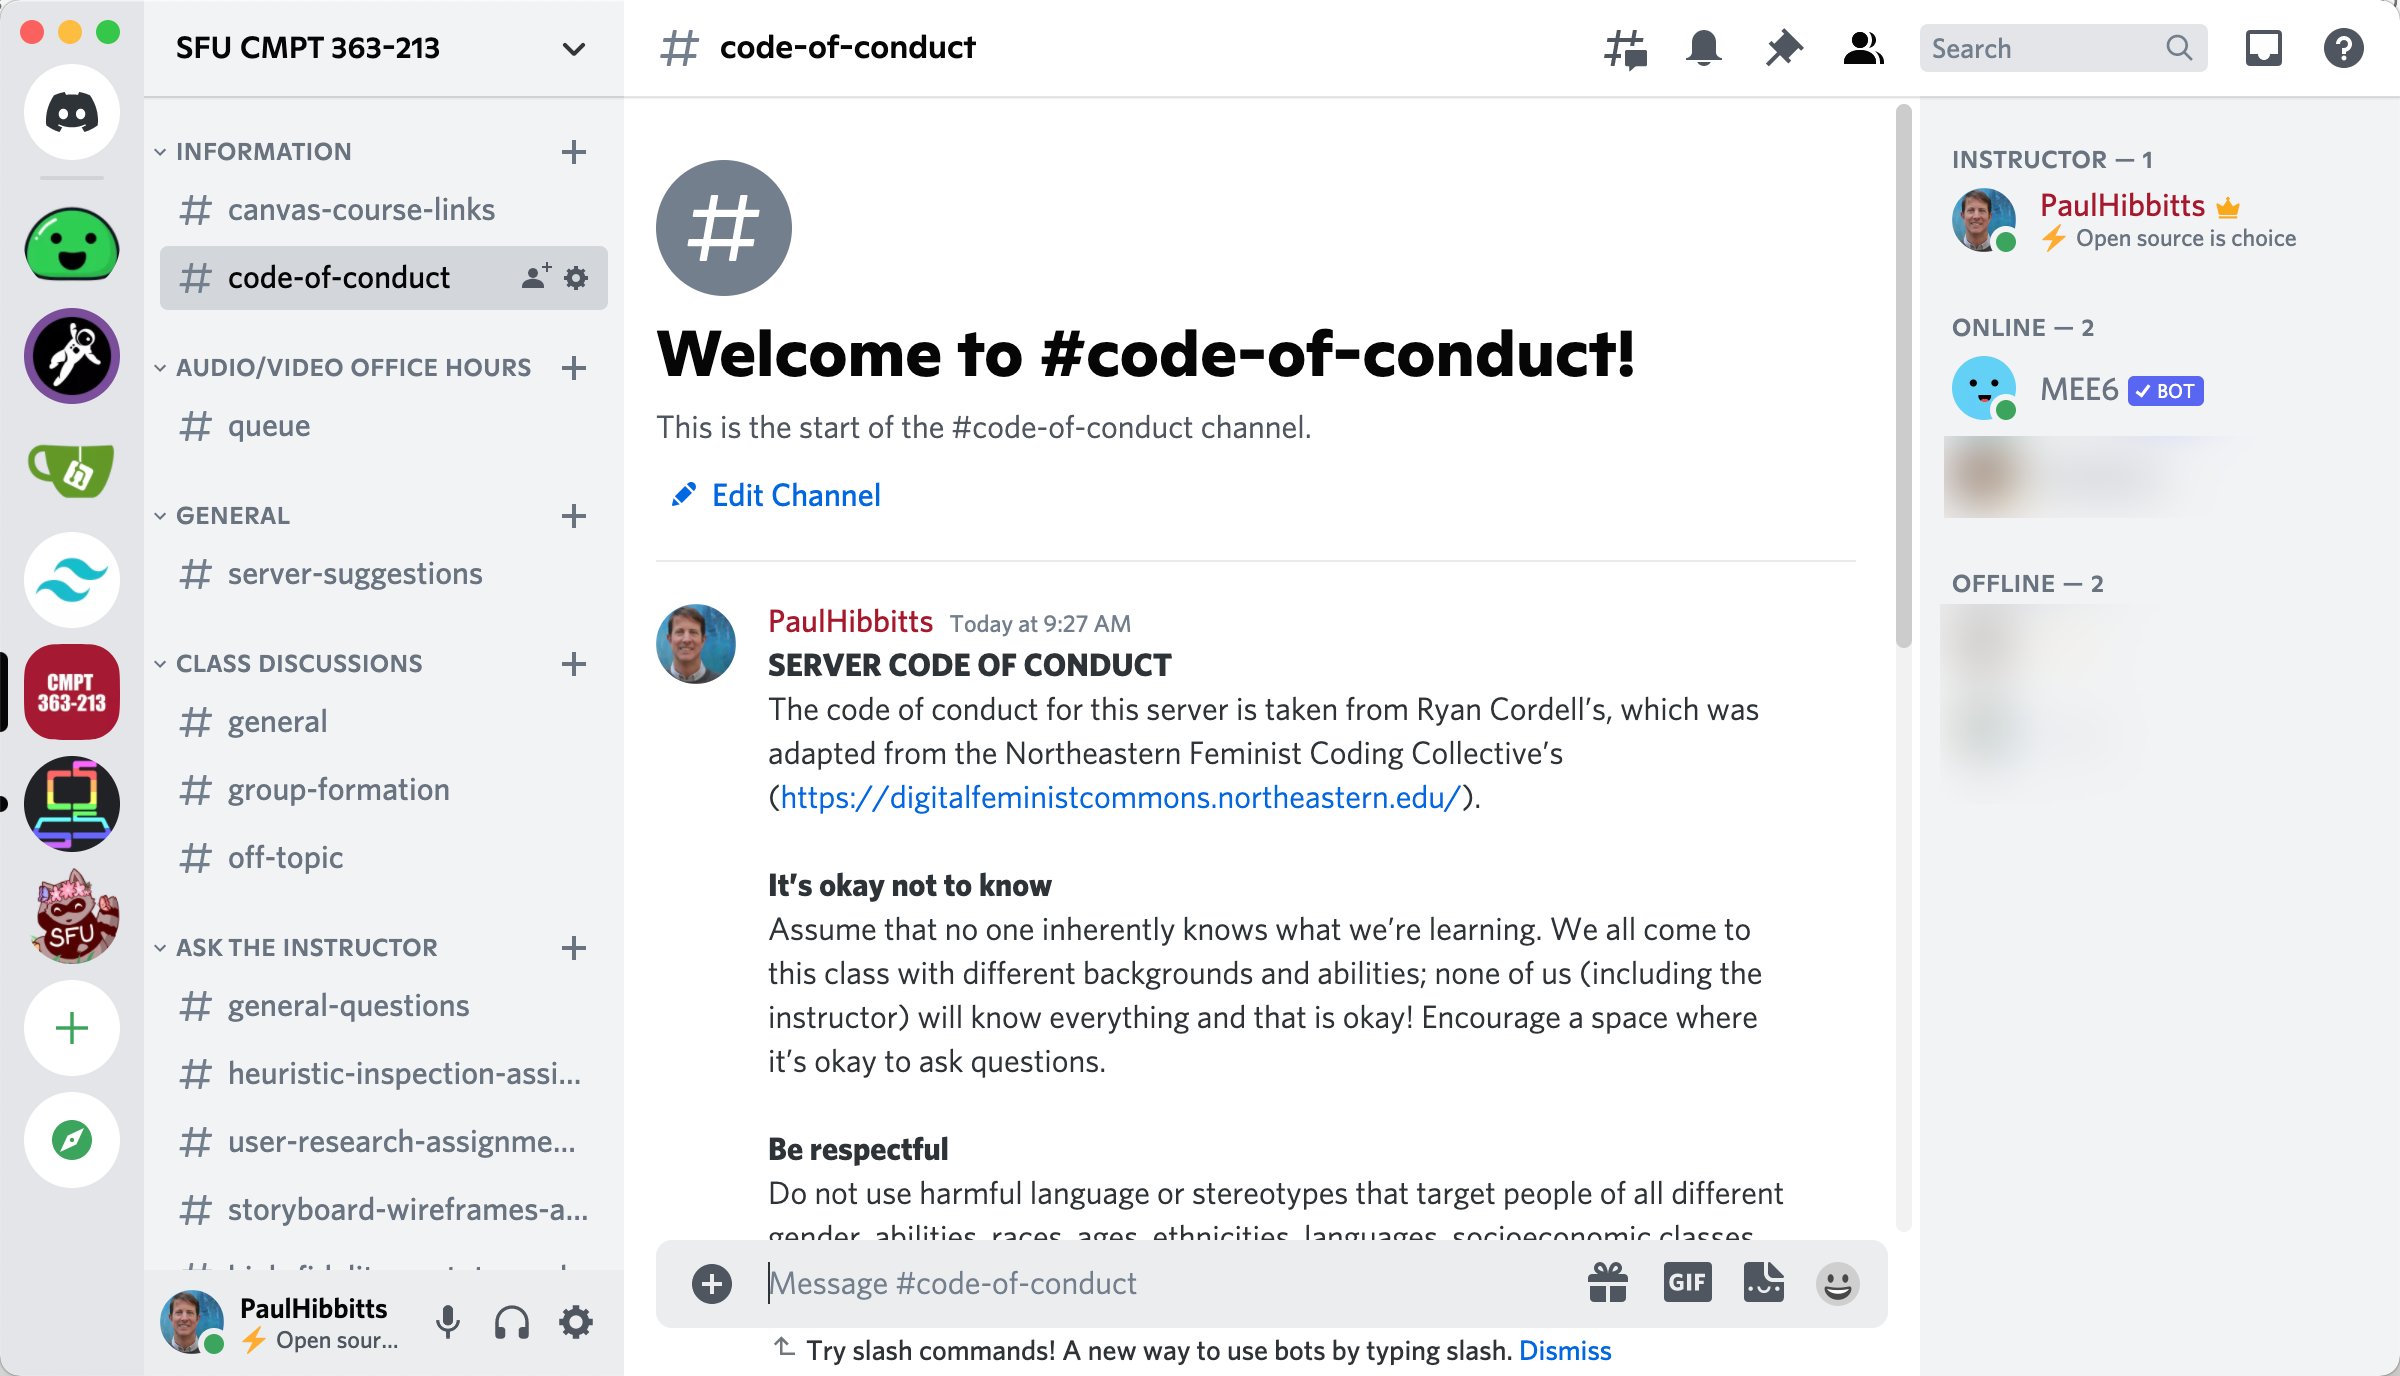 SFU CMPT 363-213
# code-of-conduct
Search
INFORMATION
# canvas-course-links
# code-of-conduct
AUDIO/VIDEO OFFICE HOURS
# queue
GENERAL
# server-suggestions
CLASS DISCUSSIONS
# general
# group-formation
# off-topic
ASK THE INSTRUCTOR
# general-questions
# heuristic-inspection-assi...
# user-research-assignme...
# storyboard-wireframes-a...
CMPT
363-213
SFU
PaulHibbitts
⚡ Open sour...
#
Welcome to #code-of-conduct!
This is the start of the #code-of-conduct channel.
Edit Channel
PaulHibbitts Today at 9:27 AM
SERVER CODE OF CONDUCT
The code of conduct for this server is taken from Ryan Cordell’s, which was
adapted from the Northeastern Feminist Coding Collective’s
(https://digitalfeministcommons.northeastern.edu/).
It’s okay not to know
Assume that no one inherently knows what we’re learning. We all come to
this class with different backgrounds and abilities; none of us (including the
instructor) will know everything and that is okay! Encourage a space where
it’s okay to ask questions.
Be respectful
Do not use harmful language or stereotypes that target people of all different
gender, abilities, races, ages, ethnicities, languages, socioeconomic classes,
Message #code-of-conduct
GIF
Try slash commands! A new way to use bots by typing slash. Dismiss
INSTRUCTOR — 1
PaulHibbitts
⚡ Open source is choice
ONLINE — 2
MEE6 ✓ BOT
OFFLINE — 2